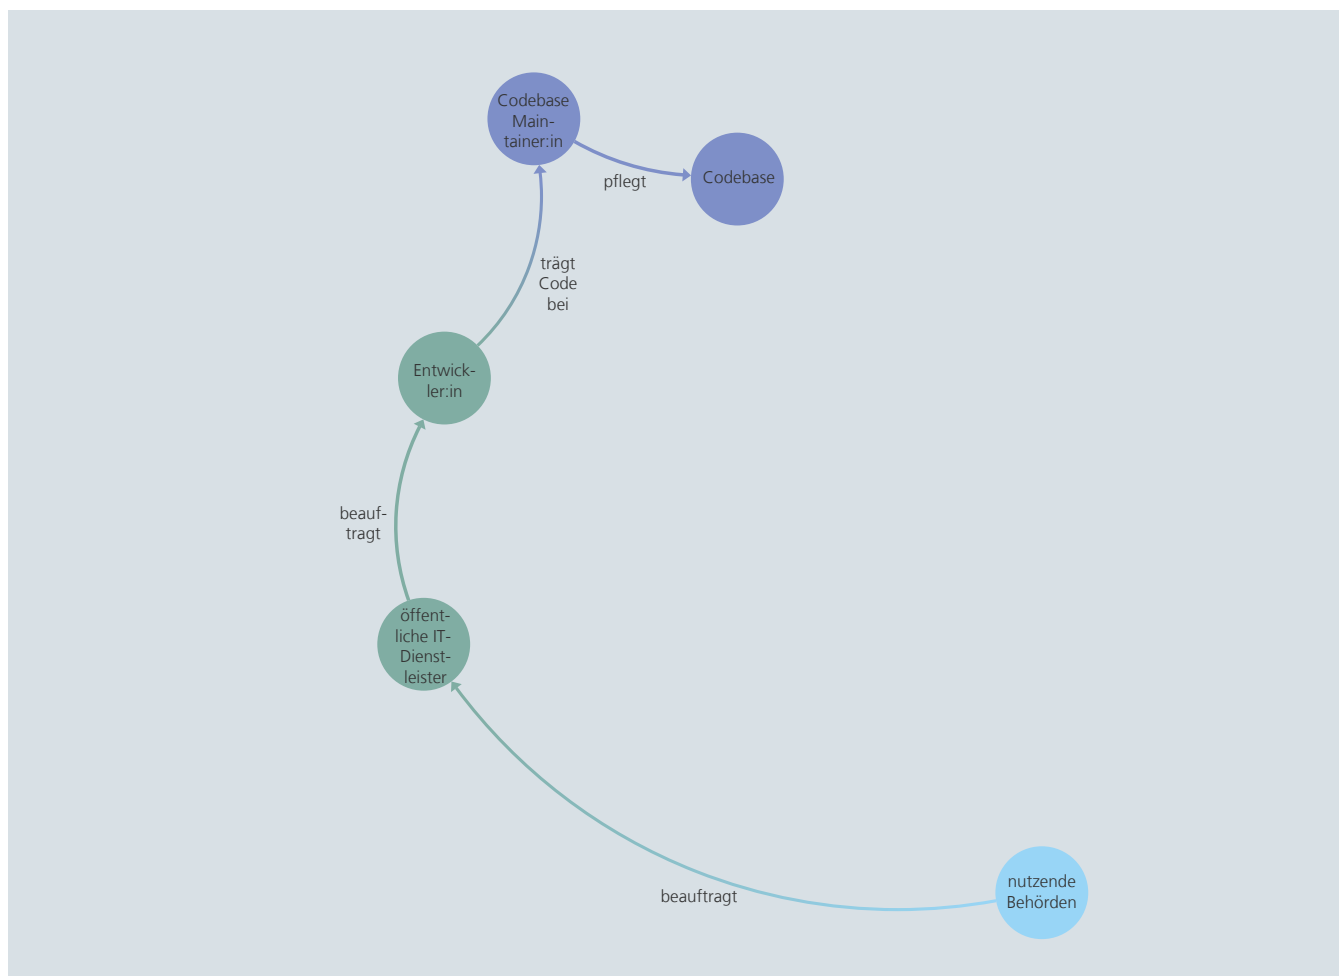 Codebase
Main-
tainer:in
pflegt
Codebase
trägt
Code
bei
Entwick-
ler:in
beauf-
tragt
öffent-
liche IT-
Dienst-
leister
beauftragt
nutzende
Behörden